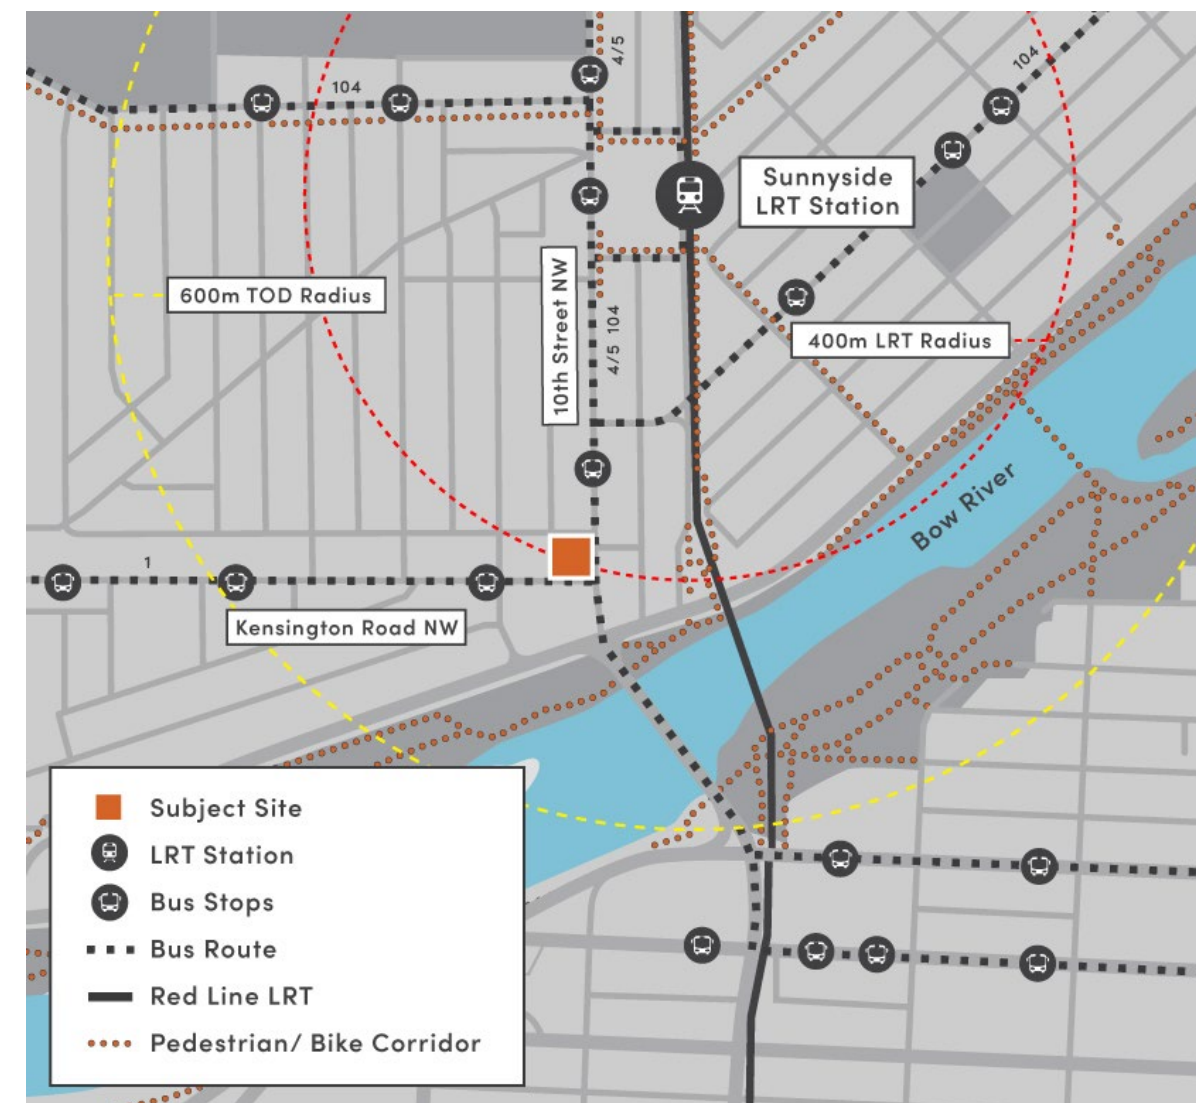 4/5
104
104
Sunnyside
LRT Station
600m TOD Radius
10th Street NW
4/5 104
400m LRT Radius
Bow River
1
Kensington Road NW
Subject Site
LRT Station
Bus Stops
Bus Route
Red Line LRT
Pedestrian/ Bike Corridor